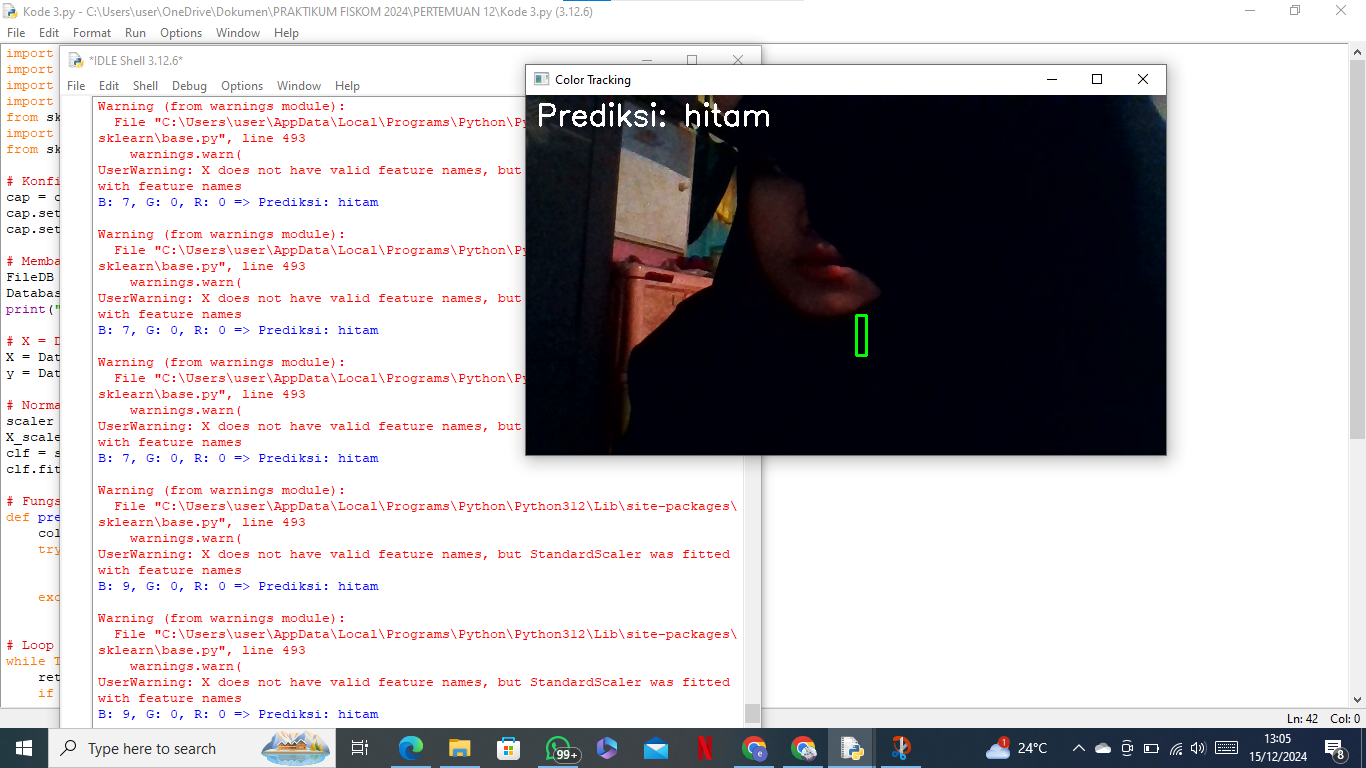 Kode 3.py - C:\Users\user\OneDrive\Dokumen\PRAKTIKUM FISKOM 2024\PERTEMUAN 12\Kode 3.py (3.12.6)
File Edit Format Run Options Window Help
import
import
import
import
from sk
import
from sk
# Konfi
cap = c
cap.set
cap.set
# Memba
FileDB
Databas
print("
# X = D
X = Dat
y = Dat
# Norma
scaler
X_scale
clf = s
clf.fit
# Fungs
def pre
col
try
exc
# Loop
while T
ret
if
*IDLE Shell 3.12.6*
File Edit Shell Debug Options Window Help
Warning (from warnings module):
File "C:\Users\user\AppData\Local\Programs\Python\Py
sklearn\base.py", line 493
warnings.warn(
UserWarning: X does not have valid feature names, but
with feature names
B: 7, G: 0, R: 0 => Prediksi: hitam
Warning (from warnings module):
File "C:\Users\user\AppData\Local\Programs\Python\Py
sklearn\base.py", line 493
warnings.warn(
UserWarning: X does not have valid feature names, but
with feature names
B: 7, G: 0, R: 0 => Prediksi: hitam
Warning (from warnings module):
File "C:\Users\user\AppData\Local\Programs\Python\Py
sklearn\base.py", line 493
warnings.warn(
UserWarning: X does not have valid feature names, but
with feature names
B: 7, G: 0, R: 0 => Prediksi: hitam
Warning (from warnings module):
File "C:\Users\user\AppData\Local\Programs\Python\Python312\Lib\site-packages\
sklearn\base.py", line 493
warnings.warn(
UserWarning: X does not have valid feature names, but StandardScaler was fitted
with feature names
B: 9, G: 0, R: 0 => Prediksi: hitam
Warning (from warnings module):
File "C:\Users\user\AppData\Local\Programs\Python\Python312\Lib\site-packages\
sklearn\base.py", line 493
warnings.warn(
UserWarning: X does not have valid feature names, but StandardScaler was fitted
with feature names
B: 9, G: 0, R: 0 => Prediksi: hitam
Color Tracking
Prediksi: hitam
Ln: 42 Col: 0
Type here to search
99+
1
24°C
13:05
15/12/2024
8